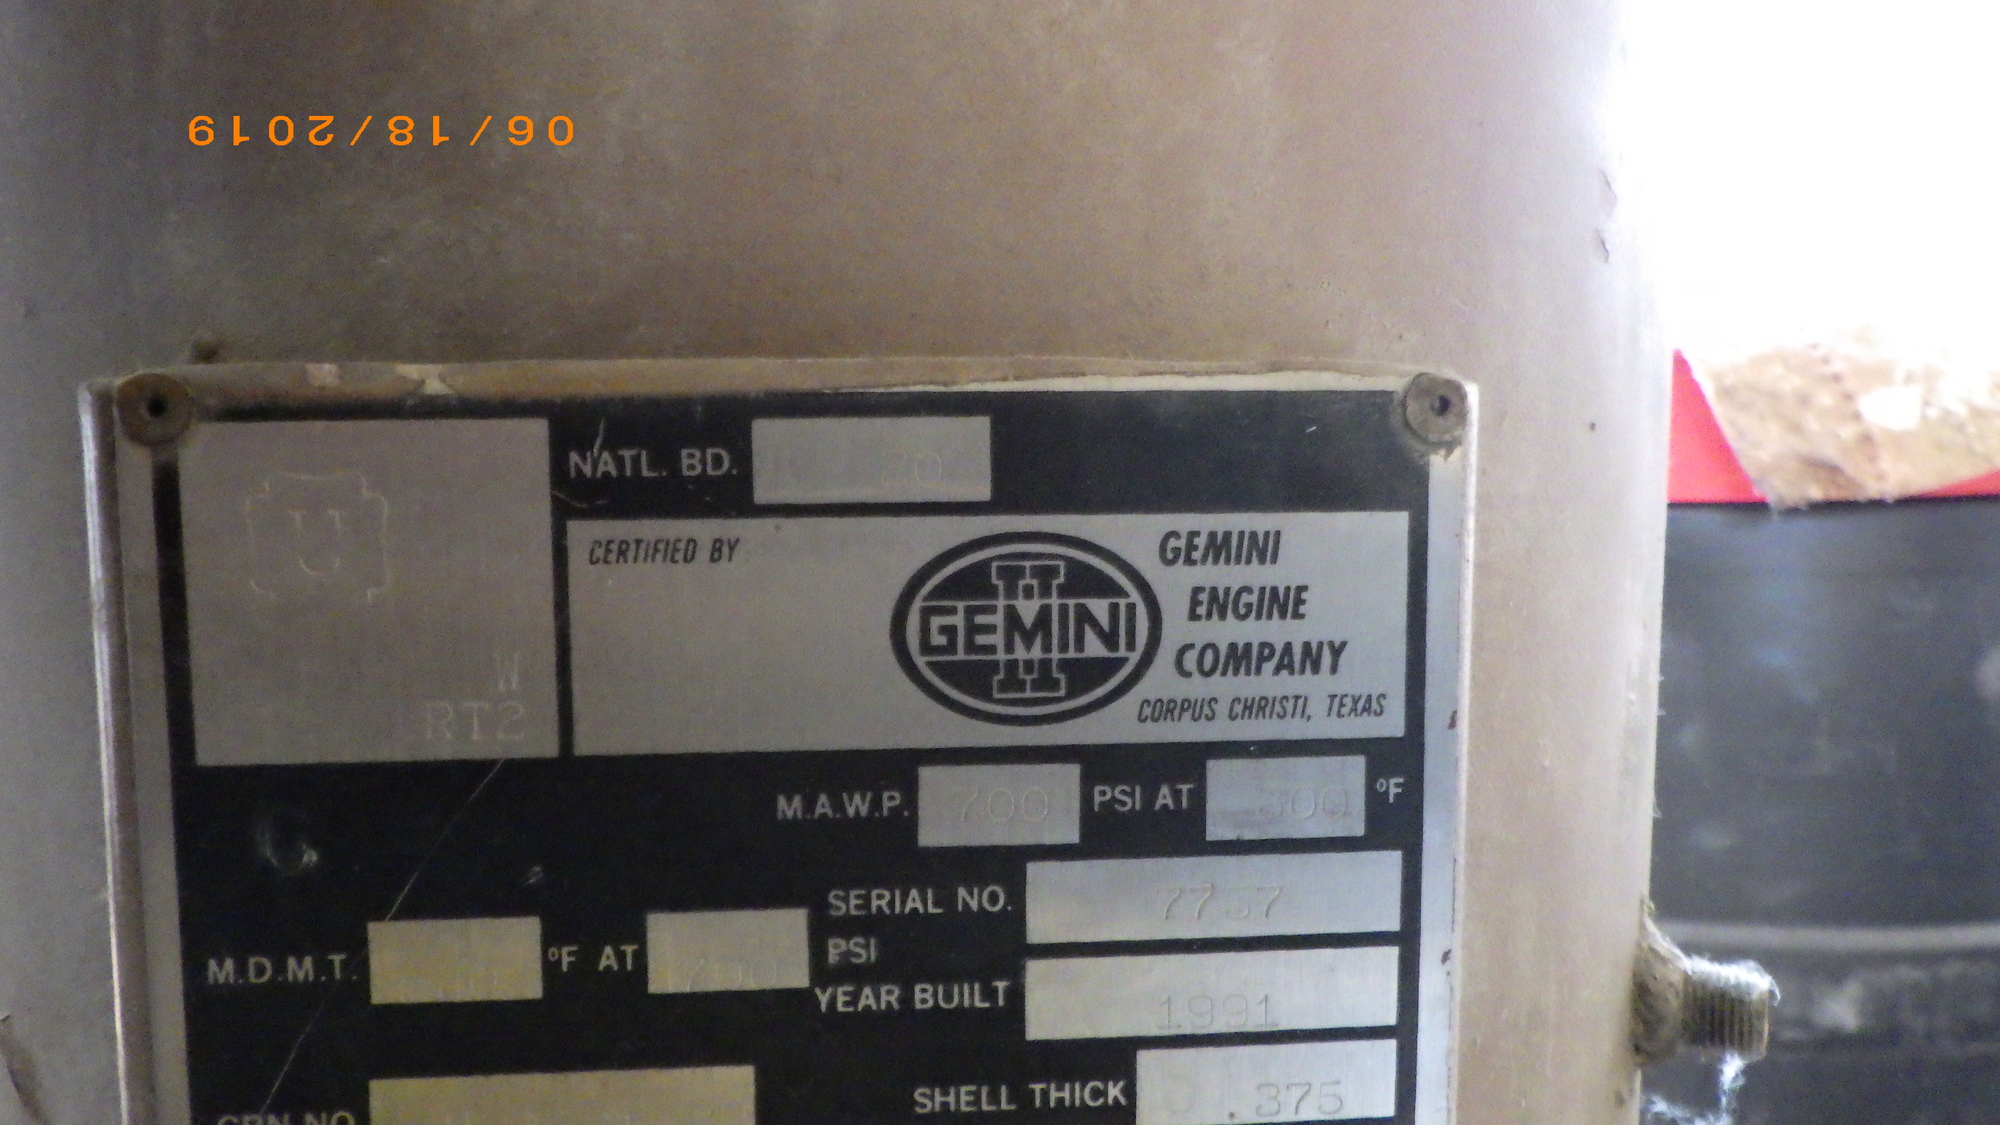 06/18/2019
U
W
RT2
NATL. BD.
CERTIFIED BY
GEMINI
GEMINI
ENGINE
COMPANY
CORPUS CHRISTI, TEXAS
M.A.W.P. 700 PSI AT 300 °F
SERIAL NO.
M.D.M.T. °F AT 700 PSI
YEAR BUILT 1991
SHELL THICK .375